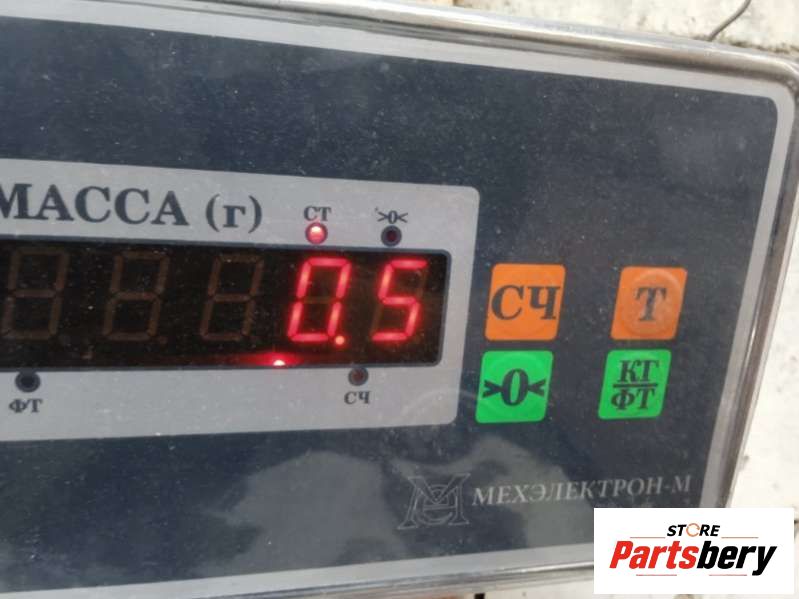 МАССА (г)
СТ >0<
0.5
СЧ Т
ФТ СЧ
>0< КГ
ФТ
МЕХЭЛЕКТРОН-М
STORE
Partsbery